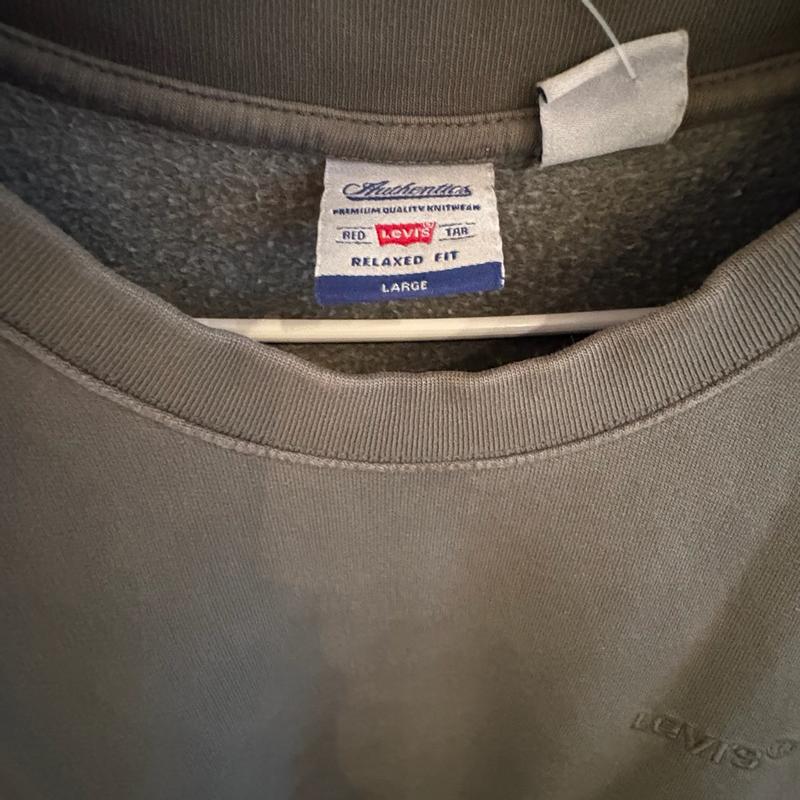 Authentics
PREMIUM QUALITY KNITWEAR
RED LEVI'S TAB
RELAXED FIT
LARGE
LEVI'S®